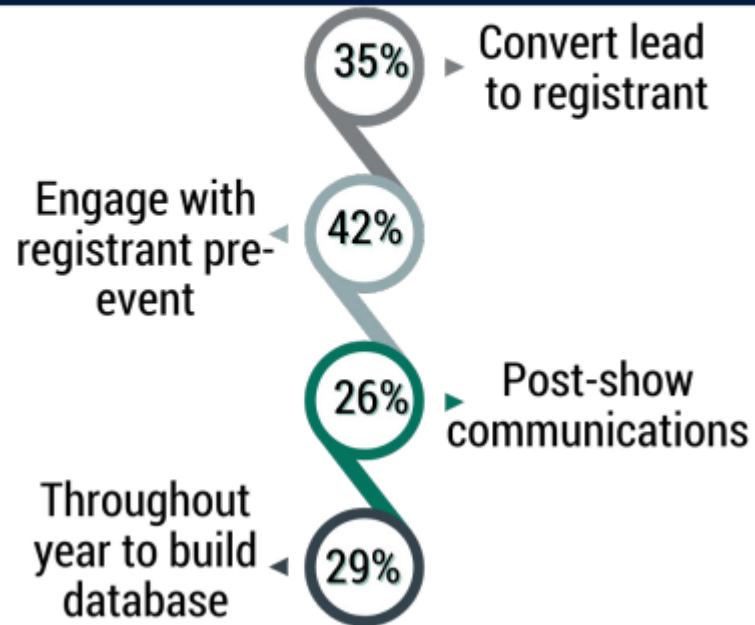 35%
Convert lead
to registrant
Engage with
registrant pre-
event
42%
26%
Post-show
communications
Throughout
year to build
database
29%